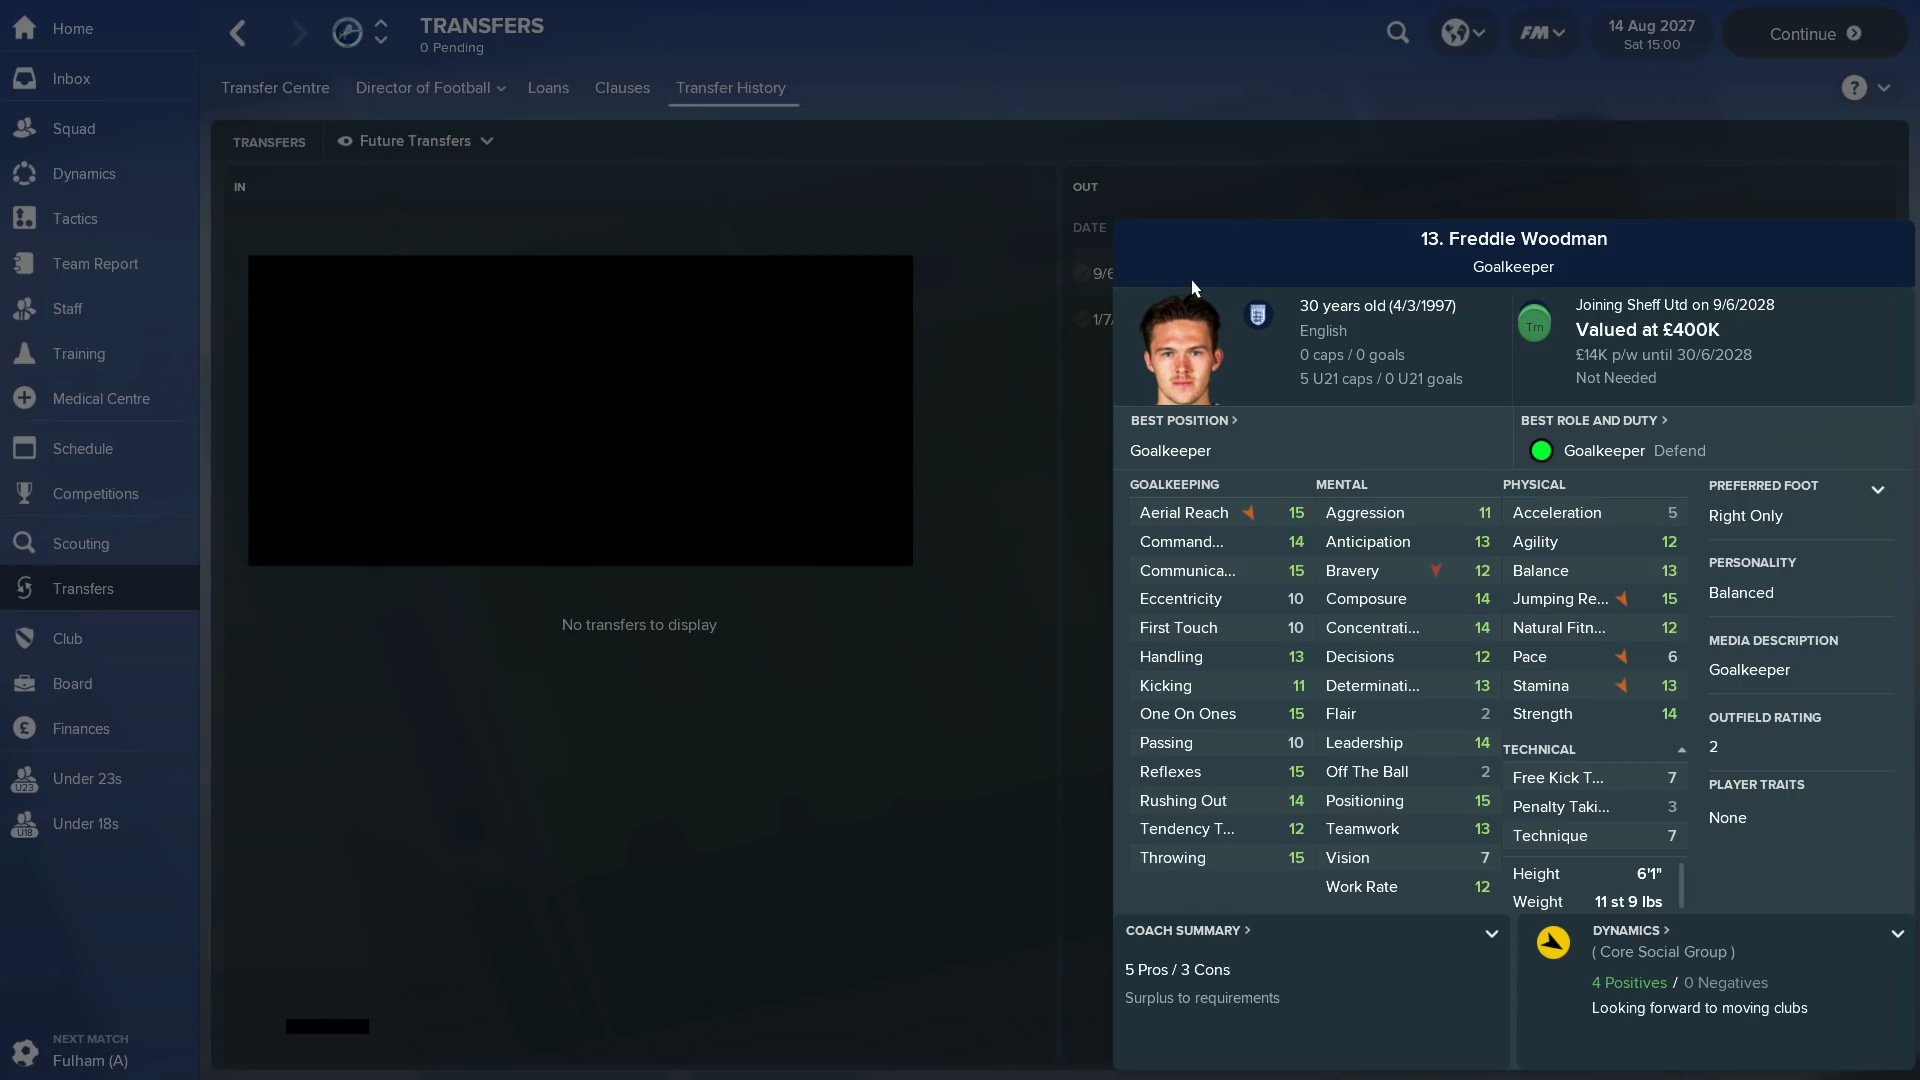 Home
Inbox
Squad
Dynamics
Tactics
Team Report
Staff
Training
Medical Centre
Schedule
Competitions
Scouting
Transfers
Club
Board
Finances
U23
Under 23s
U18
Under 18s
NEXT MATCH
Fulham (A)
TRANSFERS
0 Pending
FM
14 Aug 2027
Sat 15:00
Continue
Transfer Centre
Director of Football
Loans
Clauses
Transfer History
?
TRANSFERS
Future Transfers
IN
No transfers to display
OUT
DATE
9/6
1/7/
13. Freddie Woodman
Goalkeeper
30 years old (4/3/1997)
English
0 caps / 0 goals
5 U21 caps / 0 U21 goals
Trn
Joining Sheff Utd on 9/6/2028
Valued at £400K
£14K p/w until 30/6/2028
Not Needed
BEST POSITION >
Goalkeeper
BEST ROLE AND DUTY >
Goalkeeper Defend
GOALKEEPING
Aerial Reach 15
Command... 14
Communica... 15
Eccentricity 10
First Touch 10
Handling 13
Kicking 11
One On Ones 15
Passing 10
Reflexes 15
Rushing Out 14
Tendency T... 12
Throwing 15
MENTAL
Aggression 11
Anticipation 13
Bravery 12
Composure 14
Concentrati... 14
Decisions 12
Determinati... 13
Flair 2
Leadership 14
Off The Ball 2
Positioning 15
Teamwork 13
Vision 7
Work Rate 12
PHYSICAL
Acceleration 5
Agility 12
Balance 13
Jumping Re... 15
Natural Fitn... 12
Pace 6
Stamina 13
Strength 14
TECHNICAL
Free Kick T... 7
Penalty Taki... 3
Technique 7
Height 6'1"
Weight 11 st 9 lbs
PREFERRED FOOT
Right Only
PERSONALITY
Balanced
MEDIA DESCRIPTION
Goalkeeper
OUTFIELD RATING
2
PLAYER TRAITS
None
COACH SUMMARY >
5 Pros / 3 Cons
Surplus to requirements
DYNAMICS >
( Core Social Group )
4 Positives / 0 Negatives
Looking forward to moving clubs